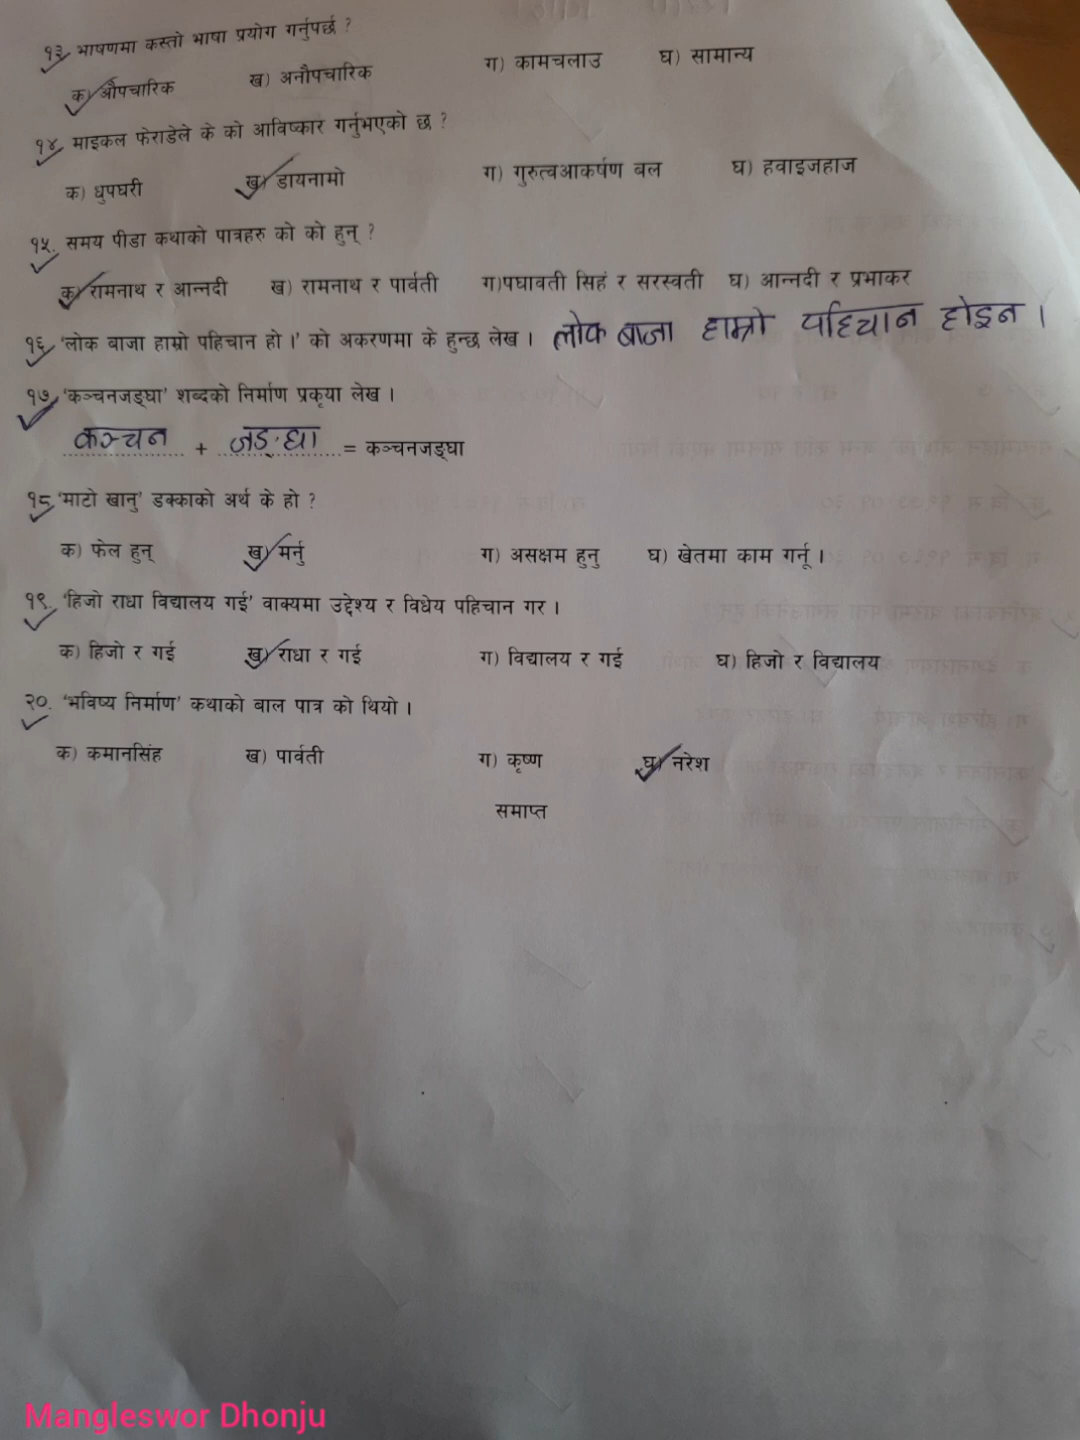 १३. भाषणमा कस्तो भाषा प्रयोग गर्नुपर्छ ?
क) औपचारिक ख) अनौपचारिक ग) कामचलाउ घ) सामान्य
१४. माइकल फेराडेले के को आविष्कार गर्नुभएको छ ?
क) धुपघरी ख) डायनामो ग) गुरुत्वआकर्षण बल घ) हवाइजहाज
१५. समय पीडा कथाको पात्रहरु को को हुन् ?
क) रामनाथ र आन्नदी ख) रामनाथ र पार्वती ग)पघावती सिहं र सरस्वती घ) आन्नदी र प्रभाकर
१६. ‘लोक बाजा हाम्रो पहिचान हो ।’ को अकरणमा के हुन्छ लेख । लोक बाजा हाम्रो पहिचान होइन ।
१७. ‘कञ्चनजङ्घा’ शब्दको निर्माण प्रकृया लेख ।
कञ्चन + जङ्घा = कञ्चनजङ्घा
१८. ‘माटो खानु’ डक्काको अर्थ के हो ?
क) फेल हुन् ख) मर्नु ग) असक्षम हुनु घ) खेतमा काम गर्नू ।
१९. ‘हिजो राधा विद्यालय गई’ वाक्यमा उद्देश्य र विधेय पहिचान गर ।
क) हिजो र गई ख) राधा र गई ग) विद्यालय र गई घ) हिजो र विद्यालय
२०. ‘भविष्य निर्माण’ कथाको बाल पात्र को थियो ।
क) कमानसिंह ख) पार्वती ग) कृष्ण घ) नरेश
समाप्त
Mangleswor Dhonju